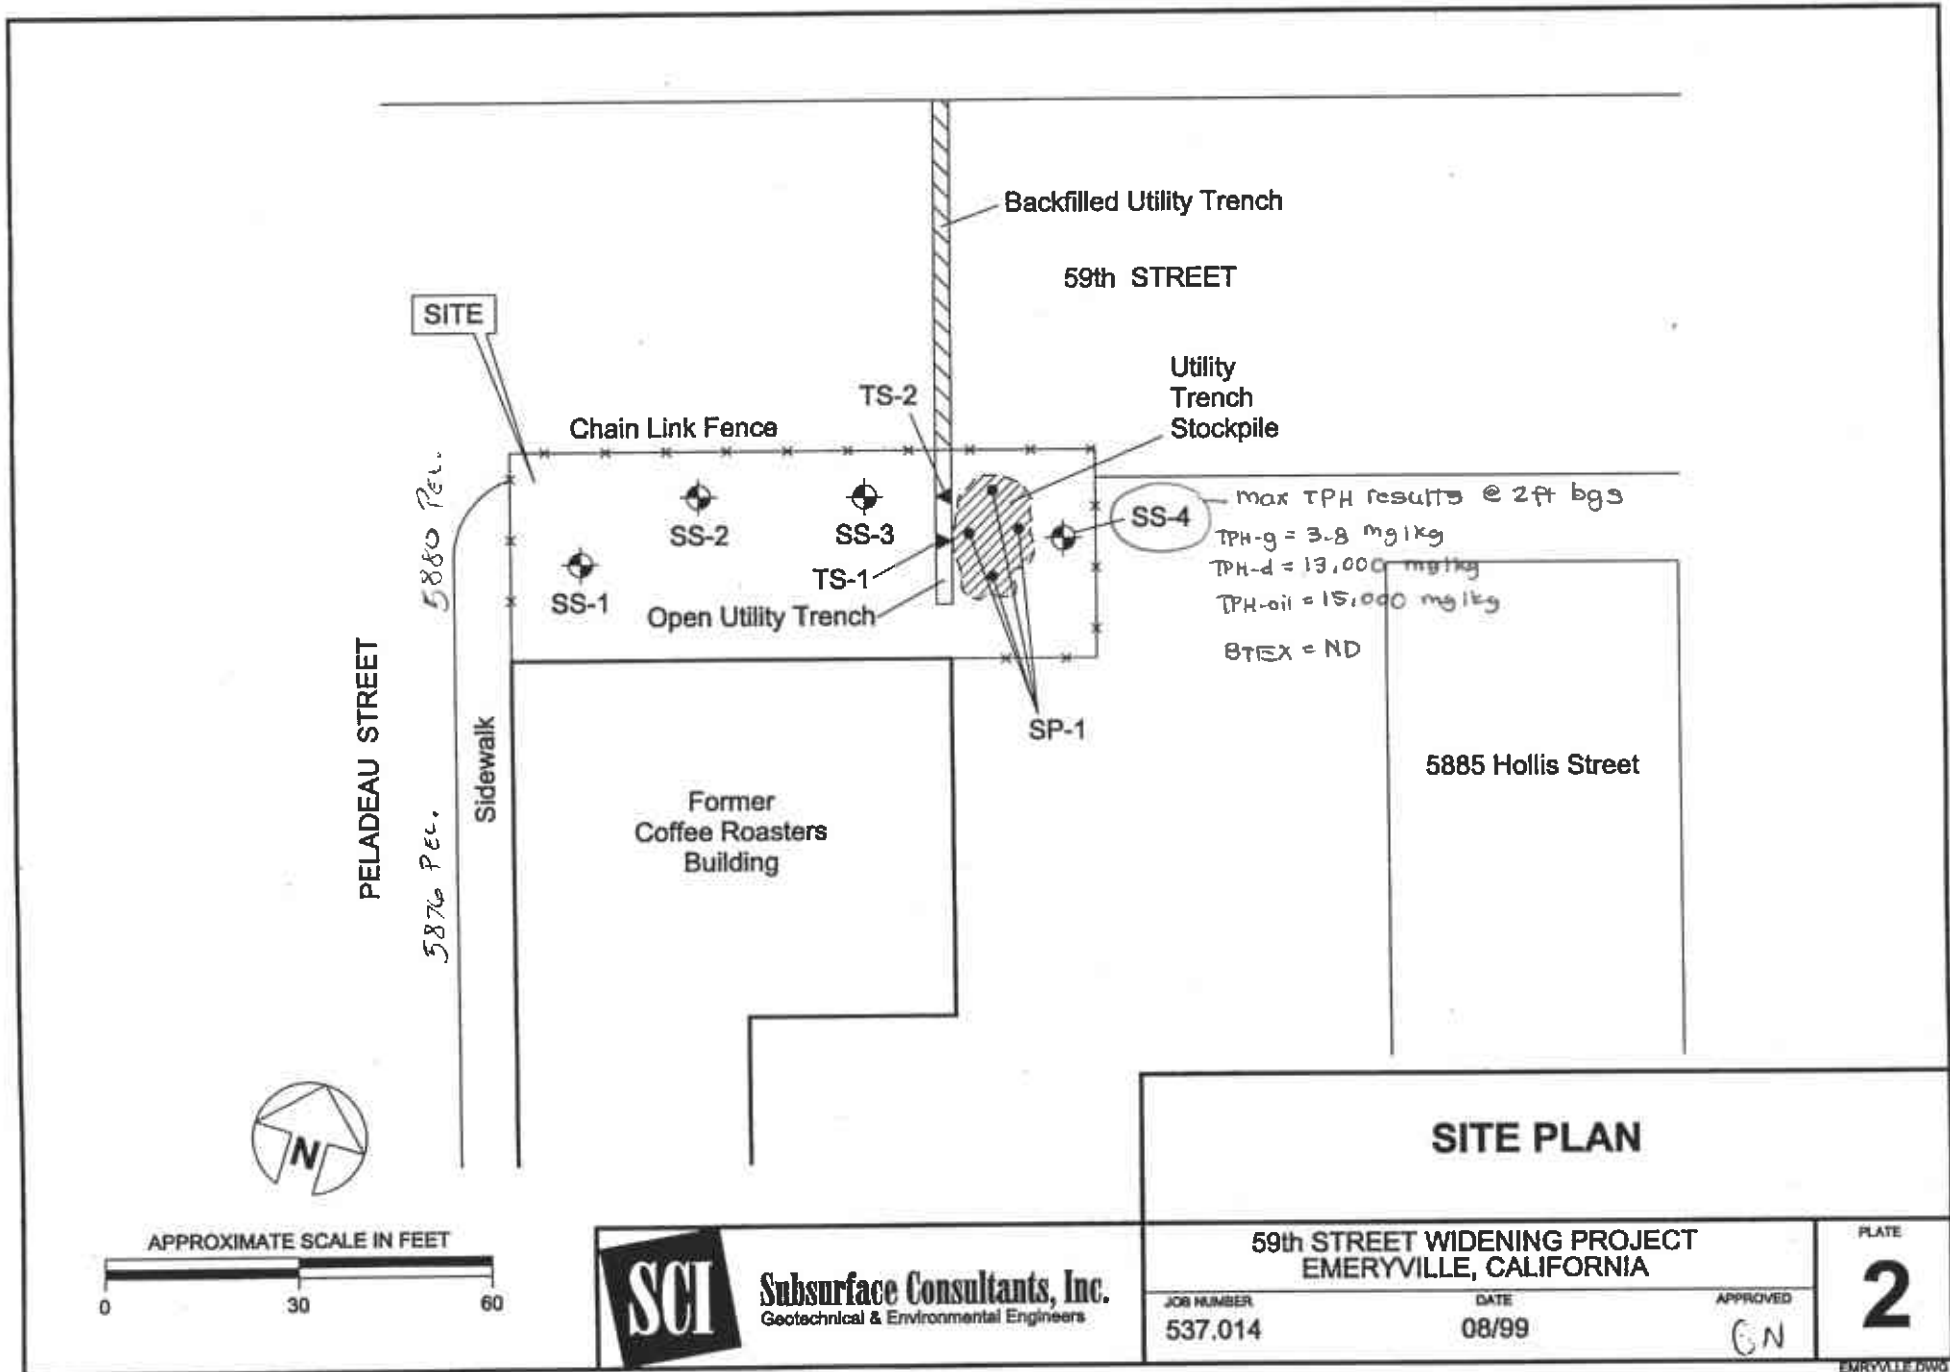 Backfilled Utility Trench
59th STREET
SITE
Utility
Trench
Stockpile
TS-2
Chain Link Fence
5880 PEL.
max TPH results @ 2ft bgs
SS-4
SS-2
SS-3
TPH-g = 3.8 mg/kg
TPH-d = 13,000 mg/kg
TS-1
SS-1
TPH-oil = 15,000 mg/kg
Open Utility Trench
BTEX = ND
SP-1
PELADEAU STREET
Sidewalk
5885 Hollis Street
5876 PEL.
Former
Coffee Roasters
Building
N
SITE PLAN
APPROXIMATE SCALE IN FEET
0 30 60
SCI
Subsurface Consultants, Inc.
Geotechnical & Environmental Engineers
59th STREET WIDENING PROJECT
EMERYVILLE, CALIFORNIA
JOB NUMBER
537.014
DATE
08/99
APPROVED
PLATE
2
EMRYVLLE.DWG